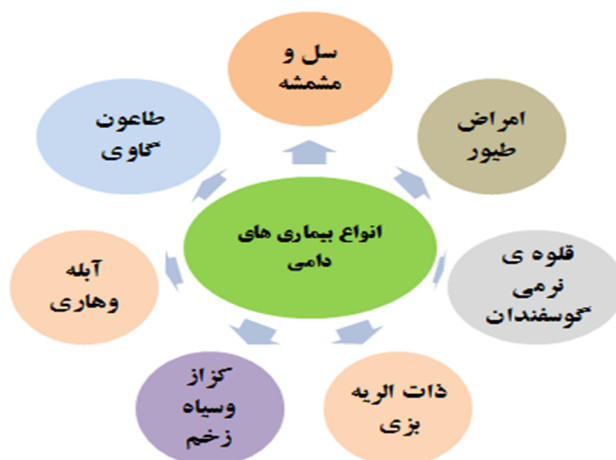 سل و
مشمشه
امراض
طیور
قلوه ی
نرمی
گوسفندان
ذات الریه
بزی
کزاز
وسیاه
زخم
آبله
وهاری
طاعون
گاوی
انواع بیماری های
دامی